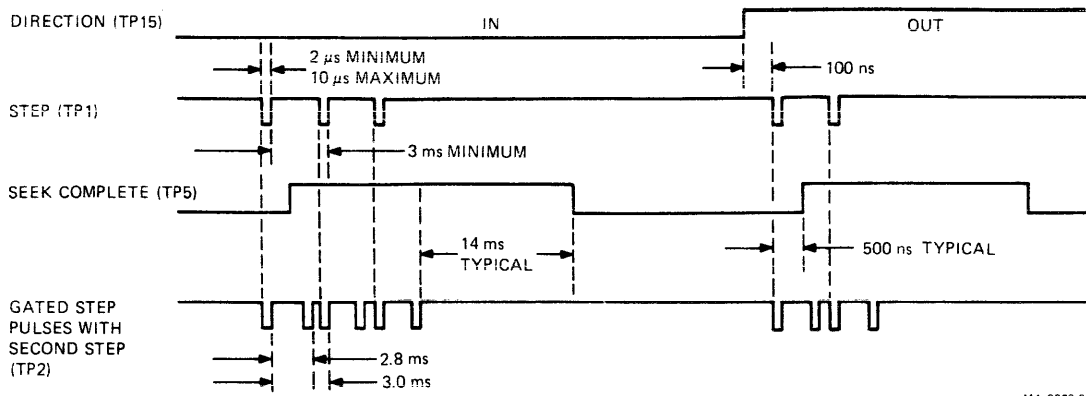 DIRECTION (TP15)
IN
OUT
2 μs MINIMUM
10 μs MAXIMUM
100 ns
STEP (TP1)
3 ms MINIMUM
SEEK COMPLETE (TP5)
14 ms
TYPICAL
500 ns TYPICAL
GATED STEP
PULSES WITH
SECOND STEP
(TP2)
2.8 ms
3.0 ms